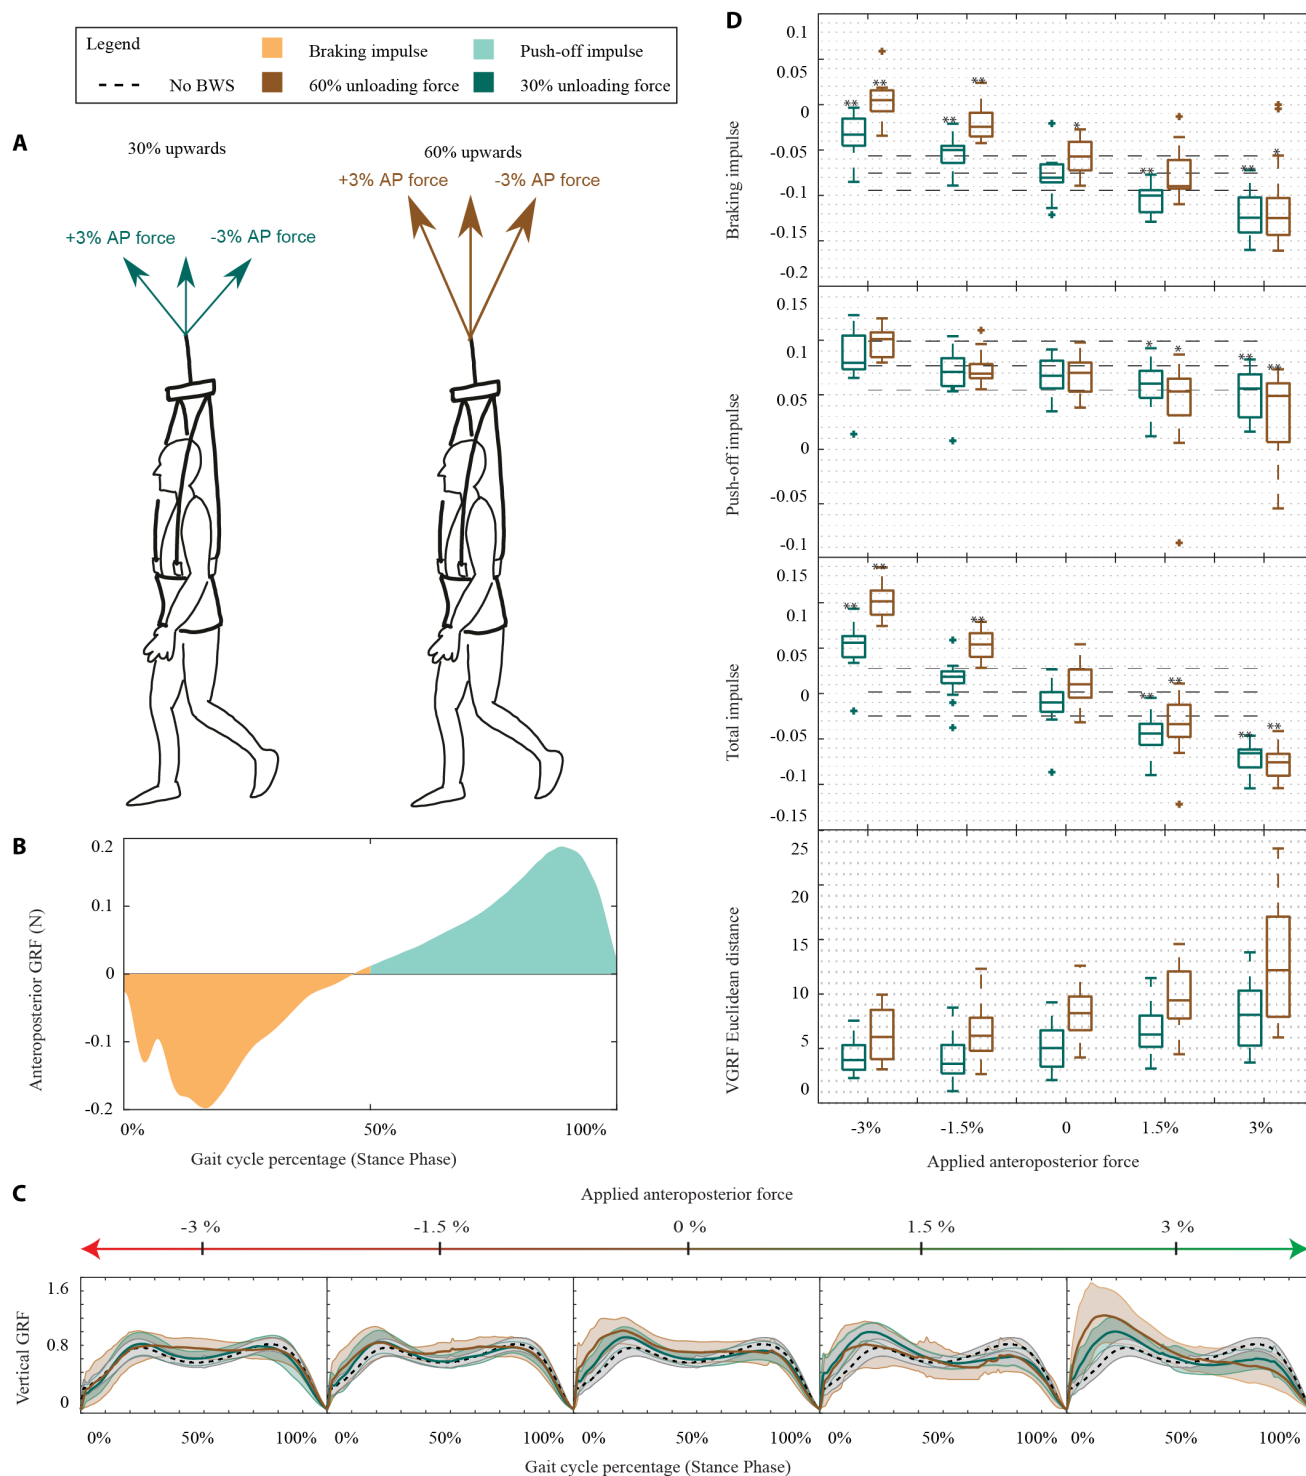 Legend
Braking impulse
Push-off impulse
No BWS
60% unloading force
30% unloading force
A
30% upwards
60% upwards
+3% AP force
-3% AP force
+3% AP force
-3% AP force
B
Anteroposterior GRF (N)
0.2
0.1
0
-0.1
-0.2
0%
50%
100%
Gait cycle percentage (Stance Phase)
D
Braking impulse
0.1
0.05
0
-0.05
-0.1
-0.15
-0.2
** ** ** ** * ** ** *
Push-off impulse
0.15
0.1
0.05
0
-0.05
-0.1
* * ** **
Total impulse
0.15
0.1
0.05
0
-0.05
-0.1
-0.15
** ** ** ** ** ** **
VGRF Euclidean distance
25
20
15
10
5
0
-3%
-1.5%
0
1.5%
3%
Applied anteroposterior force
C
Applied anteroposterior force
-3 %
-1.5 %
0 %
1.5 %
3 %
Vertical GRF
1.6
0.8
0
0% 50% 100% 0% 50% 100% 0% 50% 100% 0% 50% 100% 0% 50% 100%
Gait cycle percentage (Stance Phase)